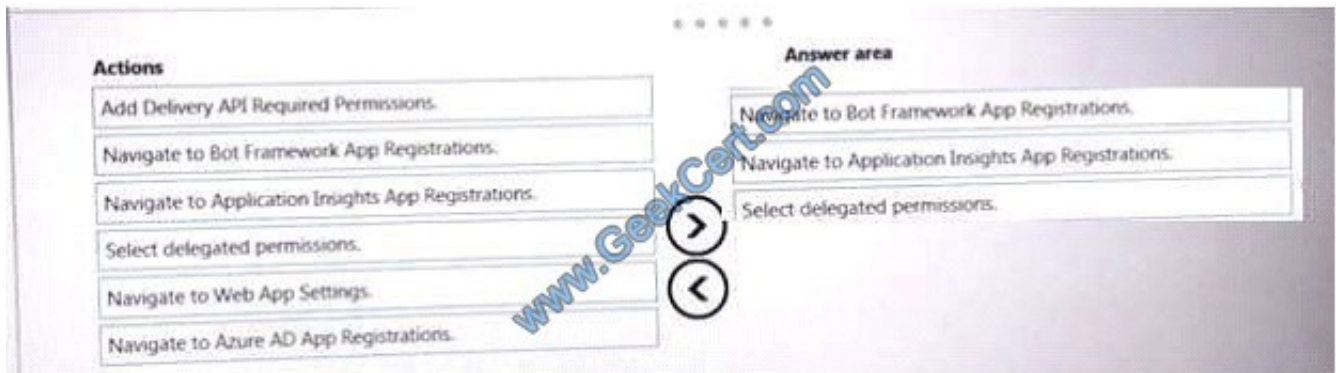 Actions
Add Delivery API Required Permissions.
Navigate to Bot Framework App Registrations.
Navigate to Application Insights App Registrations.
Select delegated permissions.
Navigate to Web App Settings.
Navigate to Azure AD App Registrations.
Answer area
Navigate to Bot Framework App Registrations.
Navigate to Application Insights App Registrations.
Select delegated permissions.
www.GeekCert.com